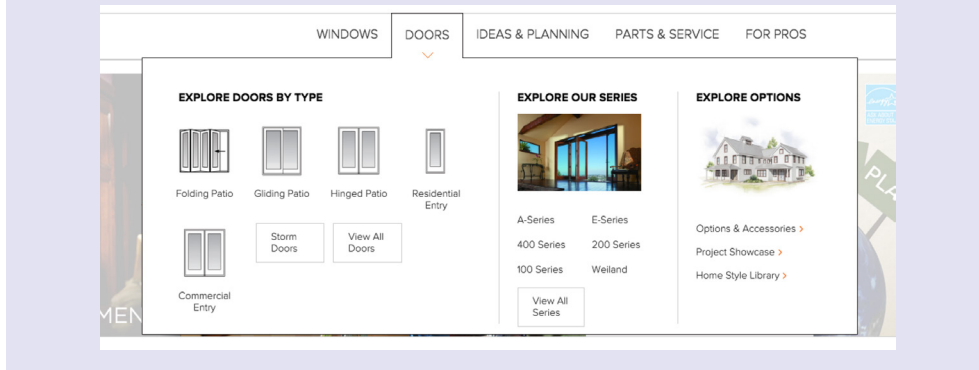 WINDOWS
DOORS
IDEAS & PLANNING
PARTS & SERVICE
FOR PROS
EXPLORE DOORS BY TYPE
Folding Patio
Gliding Patio
Hinged Patio
Residential
Entry
Commercial
Entry
Storm
Doors
View All
Doors
EXPLORE OUR SERIES
A-Series
E-Series
400 Series
200 Series
100 Series
Weiland
View All
Series
EXPLORE OPTIONS
Options & Accessories >
Project Showcase >
Home Style Library >
MEN
PLA